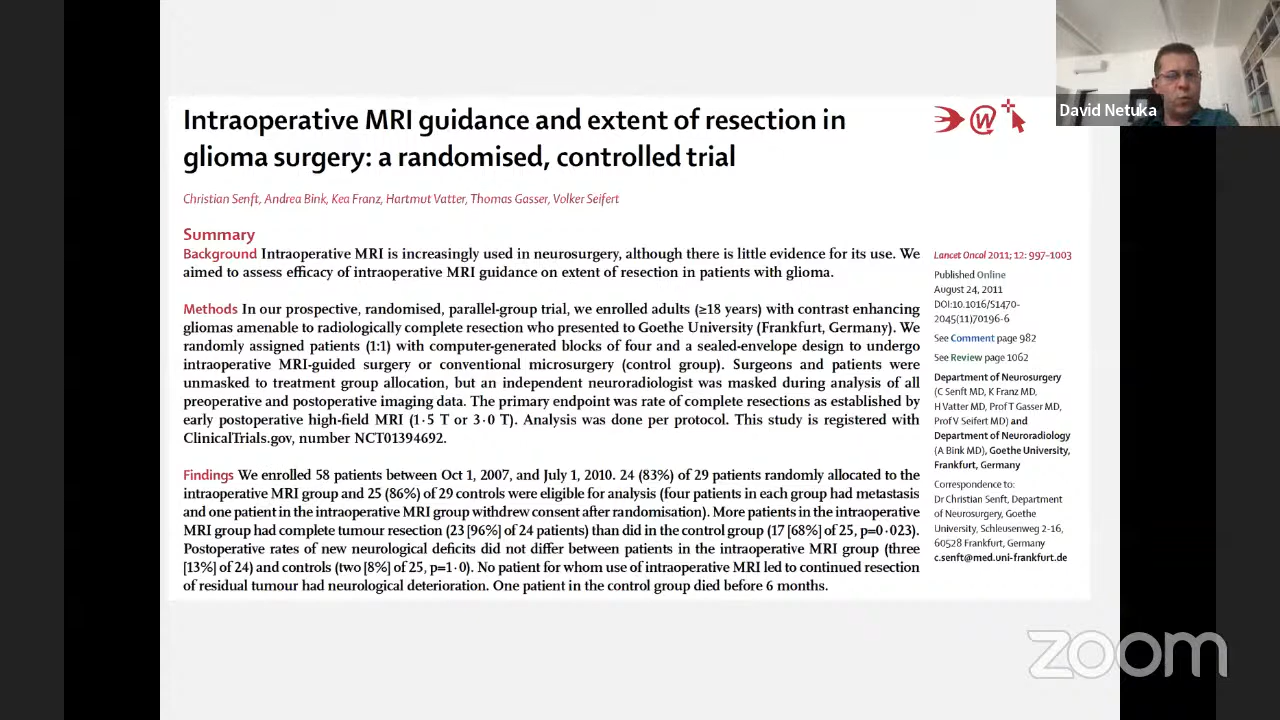 David Netuka
Intraoperative MRI guidance and extent of resection in
glioma surgery: a randomised, controlled trial
Christian Senft, Andrea Bink, Kea Franz, Hartmut Vatter, Thomas Gasser, Volker Seifert
Summary
Background Intraoperative MRI is increasingly used in neurosurgery, although there is little evidence for its use. We
aimed to assess efficacy of intraoperative MRI guidance on extent of resection in patients with glioma.
Methods In our prospective, randomised, parallel-group trial, we enrolled adults (≥18 years) with contrast enhancing
gliomas amenable to radiologically complete resection who presented to Goethe University (Frankfurt, Germany). We
randomly assigned patients (1:1) with computer-generated blocks of four and a sealed-envelope design to undergo
intraoperative MRI-guided surgery or conventional microsurgery (control group). Surgeons and patients were
unmasked to treatment group allocation, but an independent neuroradiologist was masked during analysis of all
preoperative and postoperative imaging data. The primary endpoint was rate of complete resections as established by
early postoperative high-field MRI (1·5 T or 3·0 T). Analysis was done per protocol. This study is registered with
ClinicalTrials.gov, number NCT01394692.
Findings We enrolled 58 patients between Oct 1, 2007, and July 1, 2010. 24 (83%) of 29 patients randomly allocated to the
intraoperative MRI group and 25 (86%) of 29 controls were eligible for analysis (four patients in each group had metastasis
and one patient in the intraoperative MRI group withdrew consent after randomisation). More patients in the intraoperative
MRI group had complete tumour resection (23 [96%] of 24 patients) than did in the control group (17 [68%] of 25, p=0·023).
Postoperative rates of new neurological deficits did not differ between patients in the intraoperative MRI group (three
[13%] of 24) and controls (two [8%] of 25, p=1·0). No patient for whom use of intraoperative MRI led to continued resection
of residual tumour had neurological deterioration. One patient in the control group died before 6 months.
W
Lancet Oncol 2011; 12: 997–1003
Published Online
August 24, 2011
DOI:10.1016/S1470-
2045(11)70196-6
See Comment page 982
See Review page 1062
Department of Neurosurgery
(C Senft MD, K Franz MD,
H Vatter MD, Prof T Gasser MD,
Prof V Seifert MD) and
Department of Neuroradiology
(A Bink MD), Goethe University,
Frankfurt, Germany
Correspondence to:
Dr Christian Senft, Department
of Neurosurgery, Goethe
University, Schleusenweg 2-16,
60528 Frankfurt, Germany
c.senft@med.uni-frankfurt.de
zoom